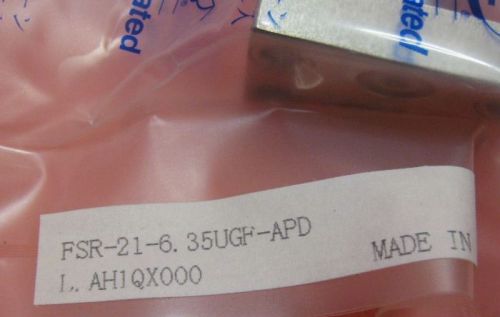 ated
ated
FSR-21-6.35UGF-APD
MADE IN
L. AH1QX000